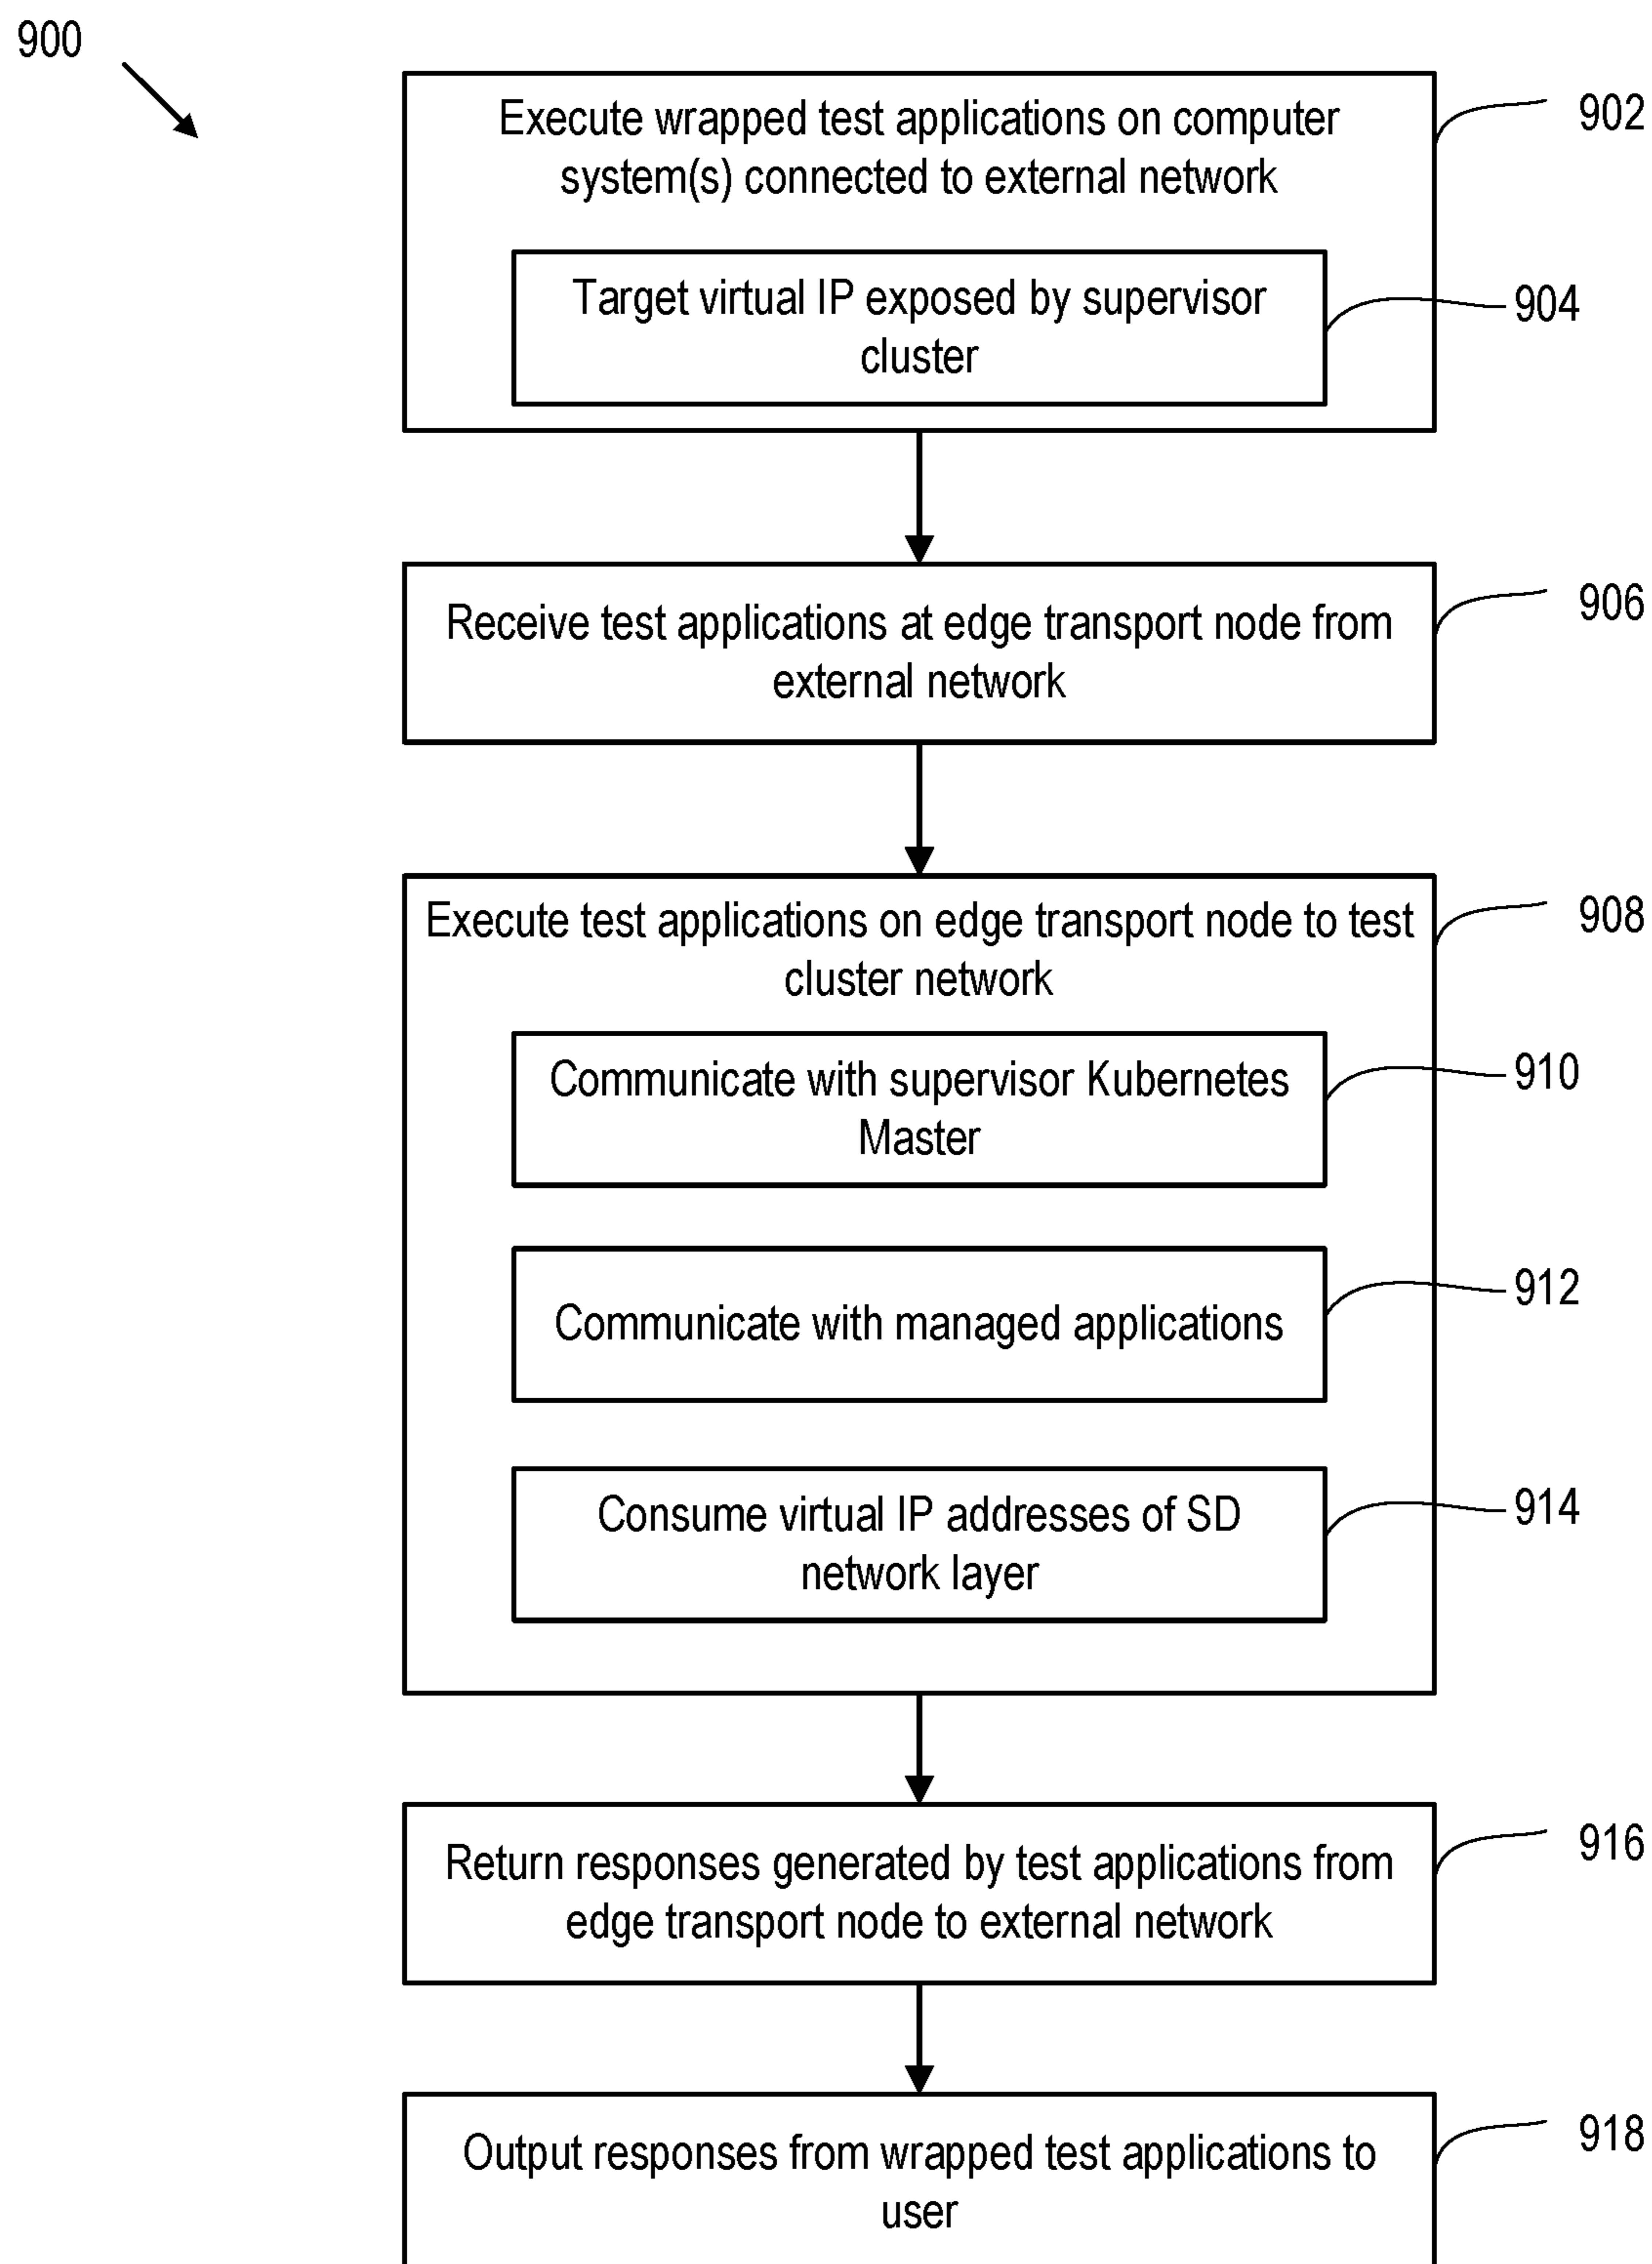 900
Execute wrapped test applications on computer
system(s) connected to external network
902
Target virtual IP exposed by supervisor
cluster
904
Receive test applications at edge transport node from
external network
906
Execute test applications on edge transport node to test
cluster network
908
Communicate with supervisor Kubernetes
Master
910
Communicate with managed applications
912
Consume virtual IP addresses of SD
network layer
914
Return responses generated by test applications from
edge transport node to external network
916
Output responses from wrapped test applications to
user
918